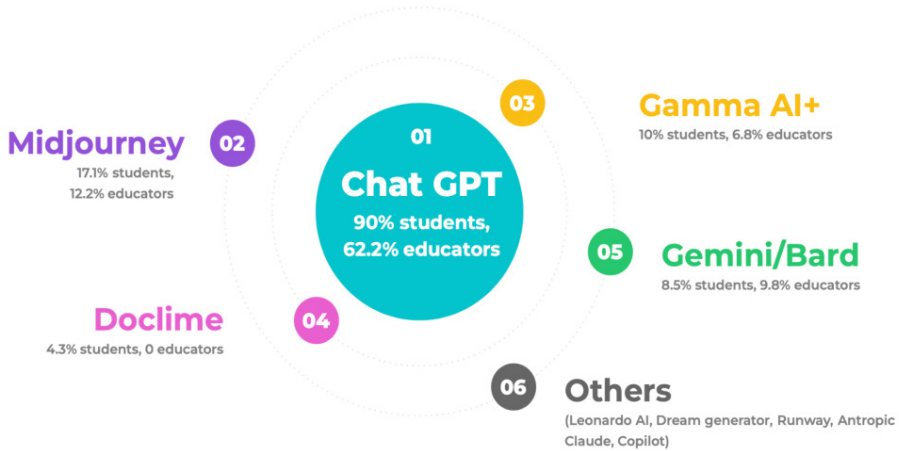 01
Chat GPT
90% students,
62.2% educators
02
Midjourney
17.1% students,
12.2% educators
03
Gamma AI+
10% students, 6.8% educators
04
Doclime
4.3% students, 0 educators
05
Gemini/Bard
8.5% students, 9.8% educators
06
Others
(Leonardo AI, Dream generator, Runway, Antropic
Claude, Copilot)